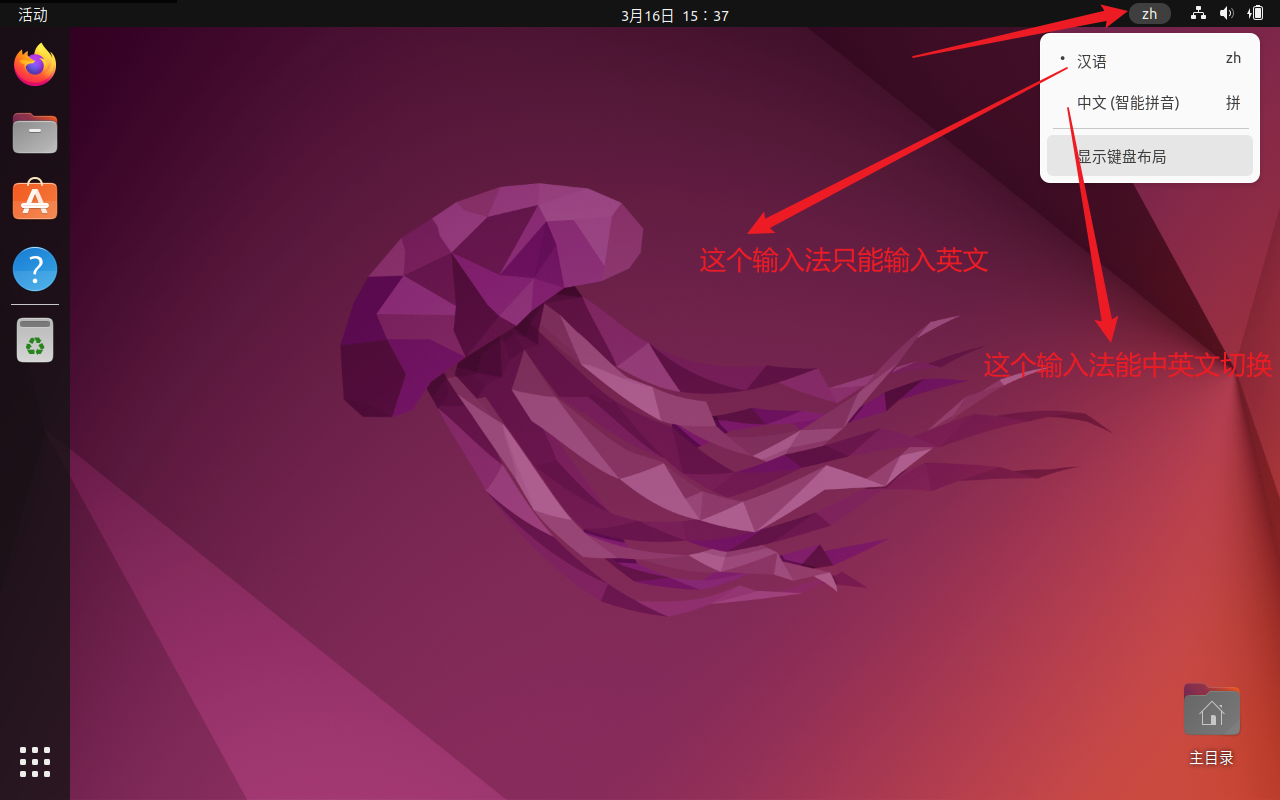 活动
3月16日 15：37
zh
汉语 zh
中文 (智能拼音) 拼
显示键盘布局
这个输入法只能输入英文
这个输入法能中英文切换
主目录